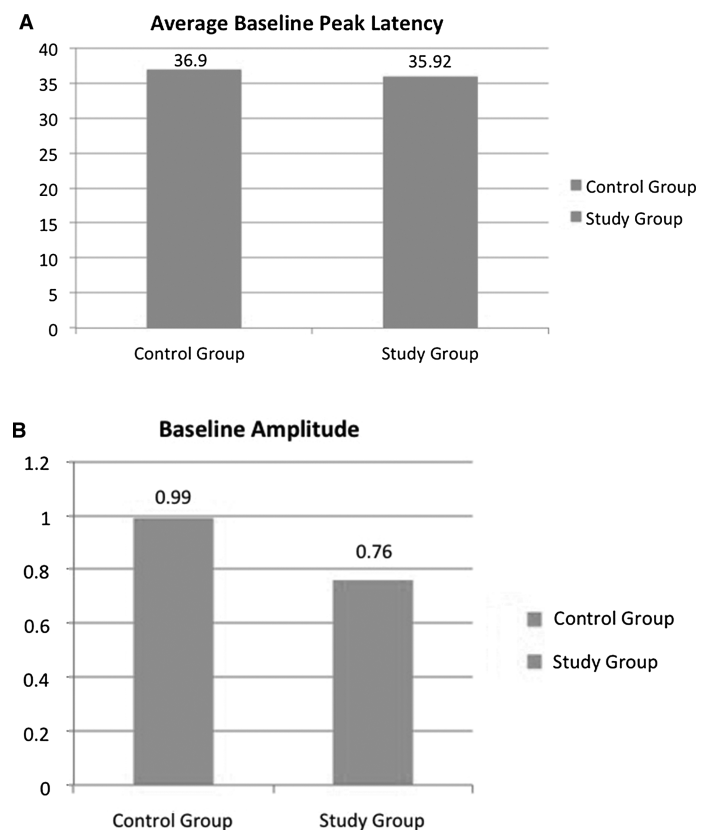 A
Average Baseline Peak Latency
40
35
30
25
20
15
10
5
0
36.9
35.92
Control Group
Study Group
Control Group
Study Group
B
Baseline Amplitude
1.2
1
0.8
0.6
0.4
0.2
0
0.99
0.76
Control Group
Study Group
Control Group
Study Group